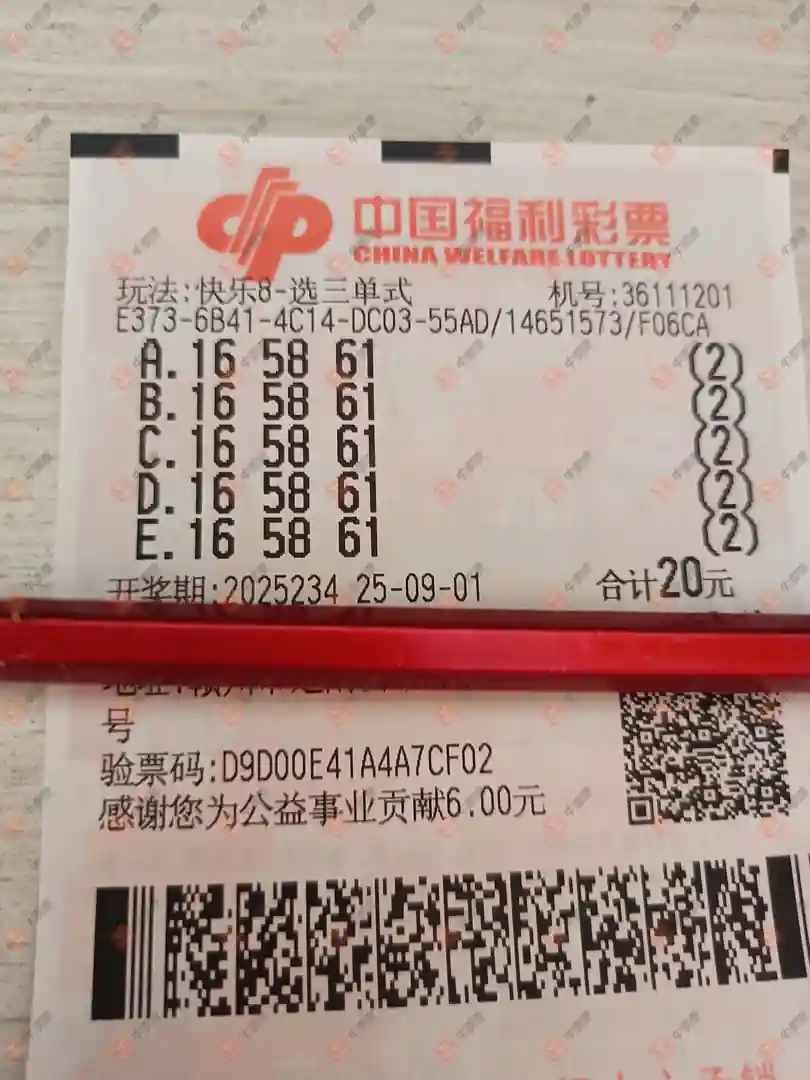 中国福利彩票
CHINA WELFARE LOTTERY
玩法:快乐8-选三单式 机号:36111201
E373-6B41-4C14-DC03-55AD/14651573/F06CA
A.16 58 61 (2)
B.16 58 61 (2)
C.16 58 61 (2)
D.16 58 61 (2)
E.16 58 61 (2)
开奖期:2025234 25-09-01 合计20元
地址:
号
验票码:D9D00E41A4A7CF02
感谢您为公益事业贡献6.00元